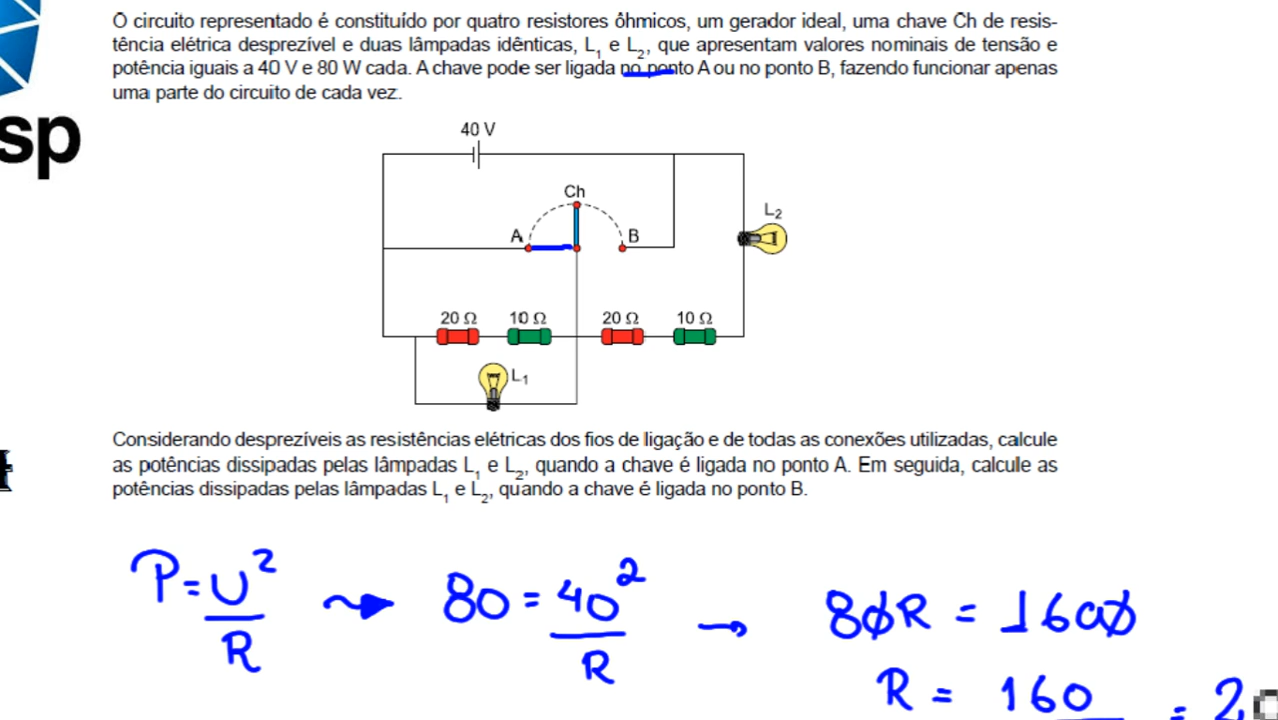 O circuito representado é constituído por quatro resistores ôhmicos, um gerador ideal, uma chave Ch de resis-
tência elétrica desprezível e duas lâmpadas idênticas, L₁ e L₂, que apresentam valores nominais de tensão e
potência iguais a 40 V e 80 W cada. A chave pode ser ligada no ponto A ou no ponto B, fazendo funcionar apenas
uma parte do circuito de cada vez.
sp
40 V
Ch
L₂
A
B
20 Ω 10 Ω 20 Ω 10 Ω
L₁
Considerando desprezíveis as resistências elétricas dos fios de ligação e de todas as conexões utilizadas, calcule
as potências dissipadas pelas lâmpadas L₁ e L₂, quando a chave é ligada no ponto A. Em seguida, calcule as
potências dissipadas pelas lâmpadas L₁ e L₂, quando a chave é ligada no ponto B.
P = U² / R → 80 = 40² / R → 80R = 1600
R = 160 = 2